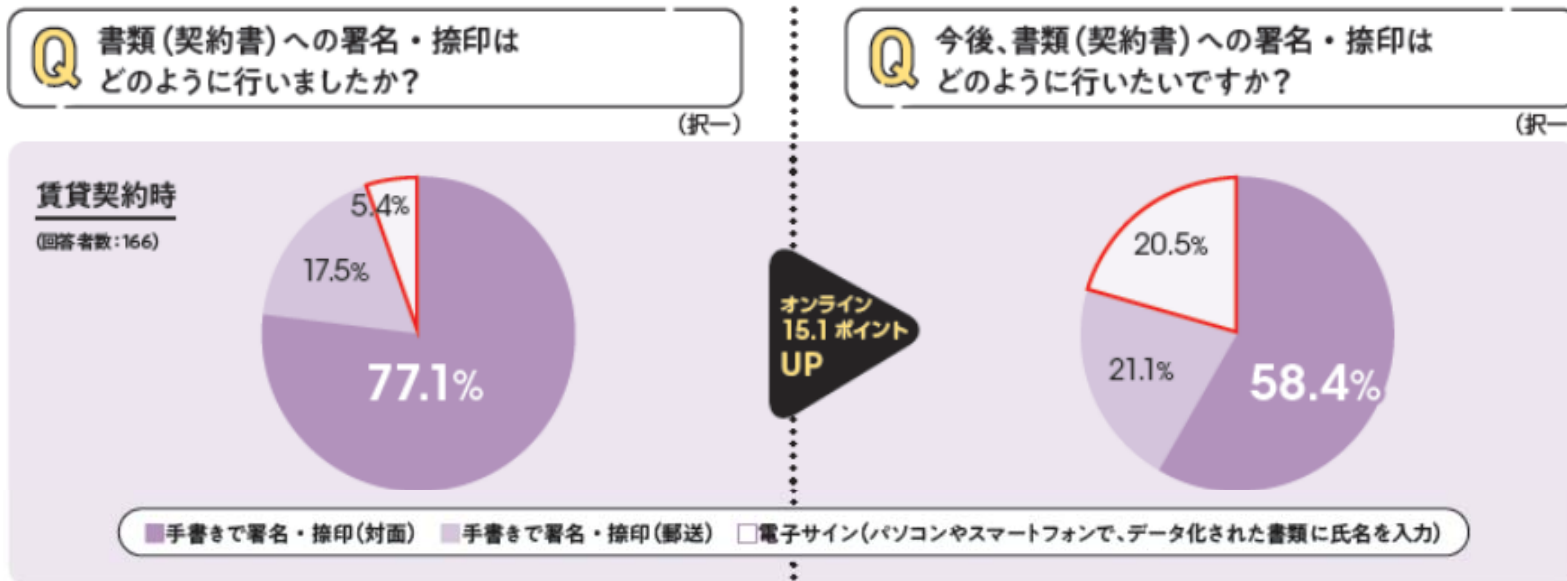 Q 書類(契約書)への署名・捺印は
どのように行いましたか?
(択一)
Q 今後、書類(契約書)への署名・捺印は
どのように行いたいですか?
(択一
賃貸契約時
(回答者数:166)
5.4%
17.5%
77.1%
オンライン
15.1 ポイント
UP
20.5%
21.1%
58.4%
手書きで署名・捺印(対面) 手書きで署名・捺印(郵送) 電子サイン(パソコンやスマートフォンで、データ化された書類に氏名を入力)